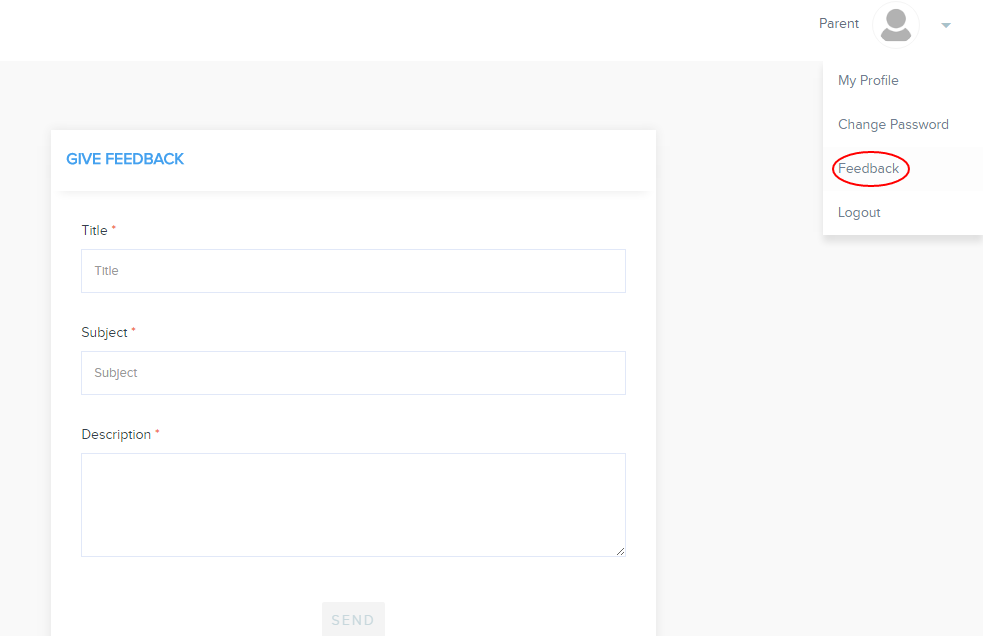 Parent
My Profile
Change Password
Feedback
Logout
GIVE FEEDBACK
Title *
Title
Subject *
Subject
Description *
SEND